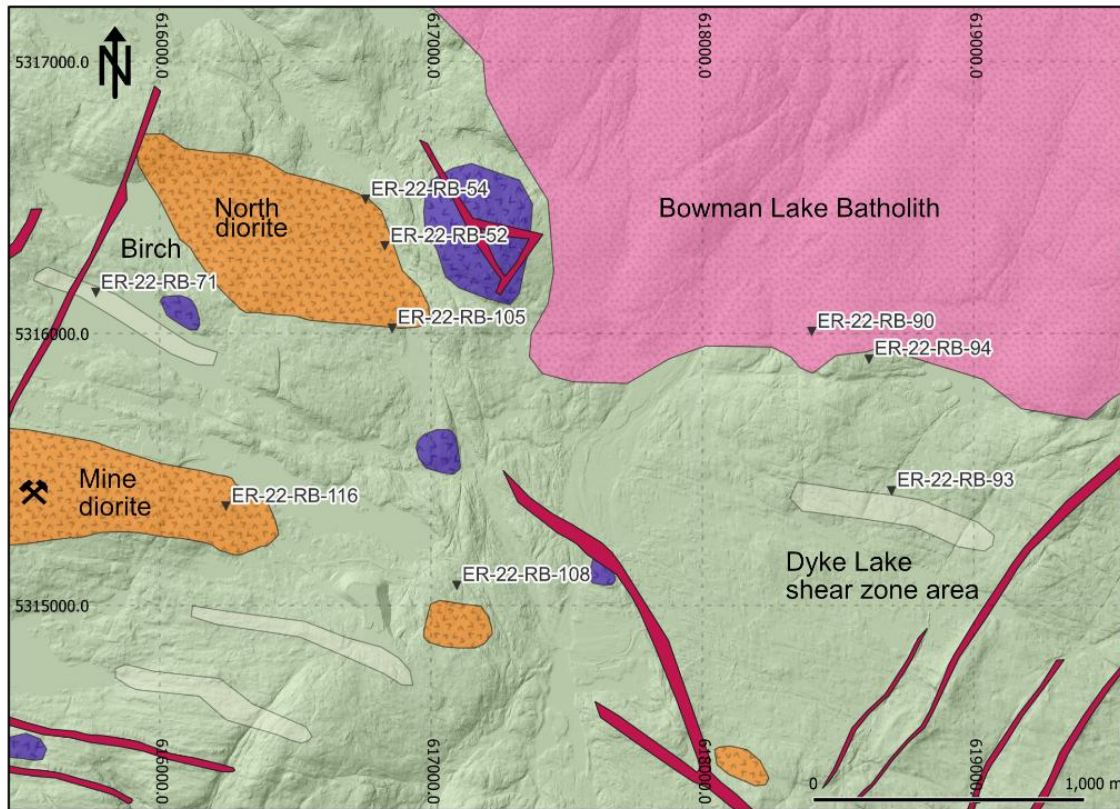 616000.0
617000.0
618000.0
619000.0
5317000.0
N
ER-22-RB-54
North
diorite
Bowman Lake Batholith
ER-22-RB-52
Birch
ER-22-RB-71
ER-22-RB-105
ER-22-RB-90
5316000.0
ER-22-RB-94
Mine
diorite
ER-22-RB-116
ER-22-RB-93
Dyke Lake
shear zone area
ER-22-RB-108
5315000.0
616000.0
617000.0
618000.0
619000.0
0
1,000 m